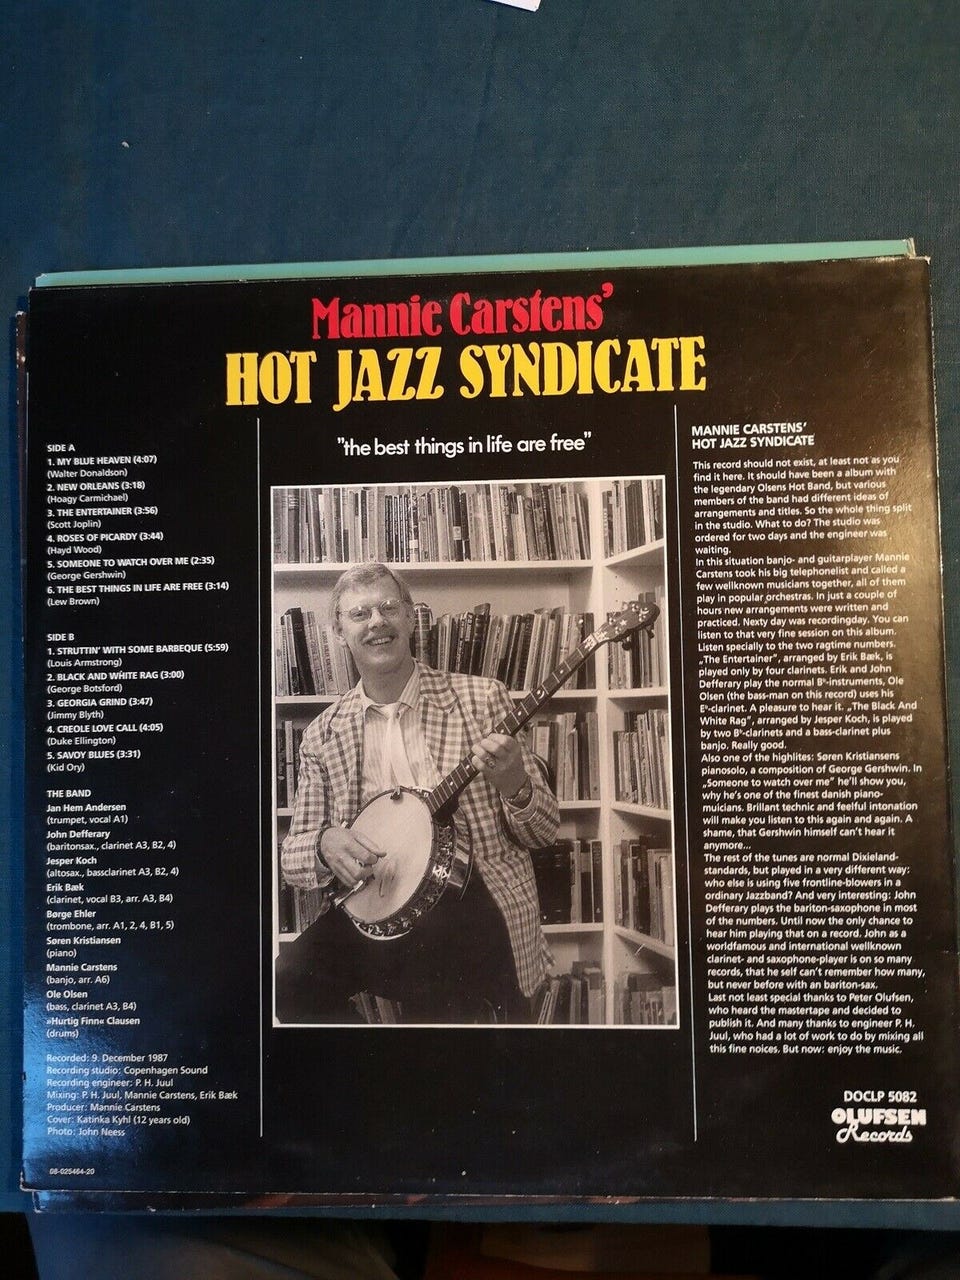 Mannie Carstens'
HOT JAZZ SYNDICATE
"the best things in life are free"
SIDE A
1. MY BLUE HEAVEN (4:07)
(Walter Donaldson)
2. NEW ORLEANS (3:18)
(Hoagy Carmichael)
3. THE ENTERTAINER (3:56)
(Scott Joplin)
4. ROSES OF PICARDY (3:44)
(Hayd Wood)
5. SOMEONE TO WATCH OVER ME (2:35)
(George Gershwin)
6. THE BEST THINGS IN LIFE ARE FREE (3:14)
(Lew Brown)
SIDE B
1. STRUTTIN' WITH SOME BARBEQUE (5:59)
(Louis Armstrong)
2. BLACK AND WHITE RAG (3:00)
(George Botsford)
3. GEORGIA GRIND (3:47)
(Jimmy Blyth)
4. CREOLE LOVE CALL (4:05)
(Duke Ellington)
5. SAVOY BLUES (3:31)
(Kid Ory)
THE BAND
Jan Hem Andersen
(trumpet, vocal A1)
John Defferary
(baritonsax., clarinet A3, B2, 4)
Jesper Koch
(altosax., bassclarinet A3, B2, 4)
Erik Bæk
(clarinet, vocal B3, arr. A3, B4)
Børge Ehler
(trombone, arr. A1, 2, 4, B1, 5)
Søren Kristiansen
(piano)
Mannie Carstens
(banjo, arr. A6)
Ole Olsen
(bass, clarinet A3, B4)
»Hurtig Finn« Clausen
(drums)
Recorded: 9. December 1987
Recording studio: Copenhagen Sound
Recording engineer: P. H. Juul
Mixing: P. H. Juul, Mannie Carstens, Erik Bæk
Producer: Mannie Carstens
Cover: Katinka Kyhl (12 years old)
Photo: John Neess
08-025464-20
MANNIE CARSTENS'
HOT JAZZ SYNDICATE
This record should not exist, at least not as you
find it here. It should have been a album with
the legendary Olsens Hot Band, but various
members of the band had different ideas of
arrangements and titles. So the whole thing split
in the studio. What to do? The studio was
ordered for two days and the engineer was
waiting.
In this situation banjo- and guitarplayer Mannie
Carstens took his big telephonelist and called a
few wellknown musicians together, all of them
play in popular orchestras. In just a couple of
hours new arrangements were written and
practiced. Nexty day was recordingday. You can
listen to that very fine session on this album.
Listen specially to the two ragtime numbers.
„The Entertainer", arranged by Erik Bæk, is
played only by four clarinets. Erik and John
Defferary play the normal B♭-instruments, Ole
Olsen (the bass-man on this record) uses his
E♭-clarinet. A pleasure to hear it. „The Black And
White Rag", arranged by Jesper Koch, is played
by two B♭-clarinets and a bass-clarinet plus
banjo. Really good.
Also one of the highlites: Søren Kristiansens
pianosolo, a composition of George Gershwin. In
„Someone to watch over me" he'll show you,
why he's one of the finest danish piano-
muicians. Brillant technic and feelful intonation
will make you listen to this again and again. A
shame, that Gershwin himself can't hear it
anymore...
The rest of the tunes are normal Dixieland-
standards, but played in a very different way:
who else is using five frontline-blowers in a
ordinary Jazzband? And very interesting: John
Defferary plays the bariton-saxophone in most
of the numbers. Until now the only chance to
hear him playing that on a record. John as a
worldfamous and international wellknown
clarinet- and saxophone-player is on so many
records, that he self can't remember how many,
but never before with an bariton-sax.
Last not least special thanks to Peter Olufsen,
who heard the mastertape and decided to
publish it. And many thanks to engineer P. H.
Juul, who had a lot of work to do by mixing all
this fine noices. But now: enjoy the music.
DOCLP 5082
OLUFSEN
Records